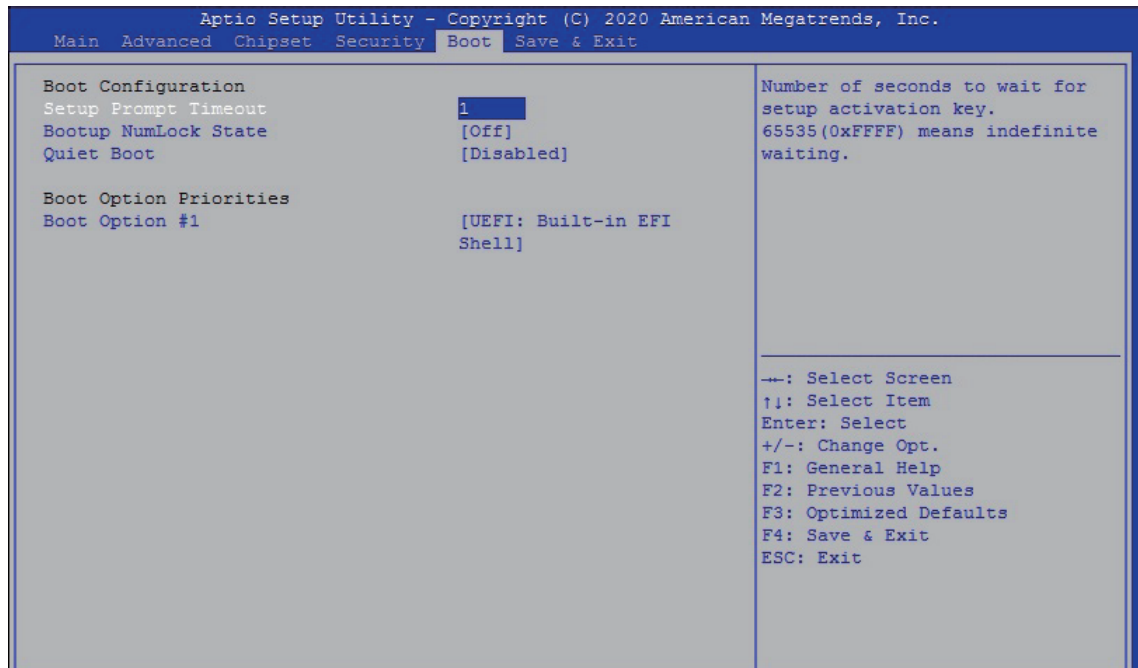 Aptio Setup Utility - Copyright (C) 2020 American Megatrends, Inc.
Main Advanced Chipset Security Boot Save & Exit
Boot Configuration
Setup Prompt Timeout 1
Bootup NumLock State [Off]
Quiet Boot [Disabled]
Boot Option Priorities
Boot Option #1 [UEFI: Built-in EFI
Shell]
Number of seconds to wait for
setup activation key.
65535(0xFFFF) means indefinite
waiting.
→←: Select Screen
↑↓: Select Item
Enter: Select
+/-: Change Opt.
F1: General Help
F2: Previous Values
F3: Optimized Defaults
F4: Save & Exit
ESC: Exit